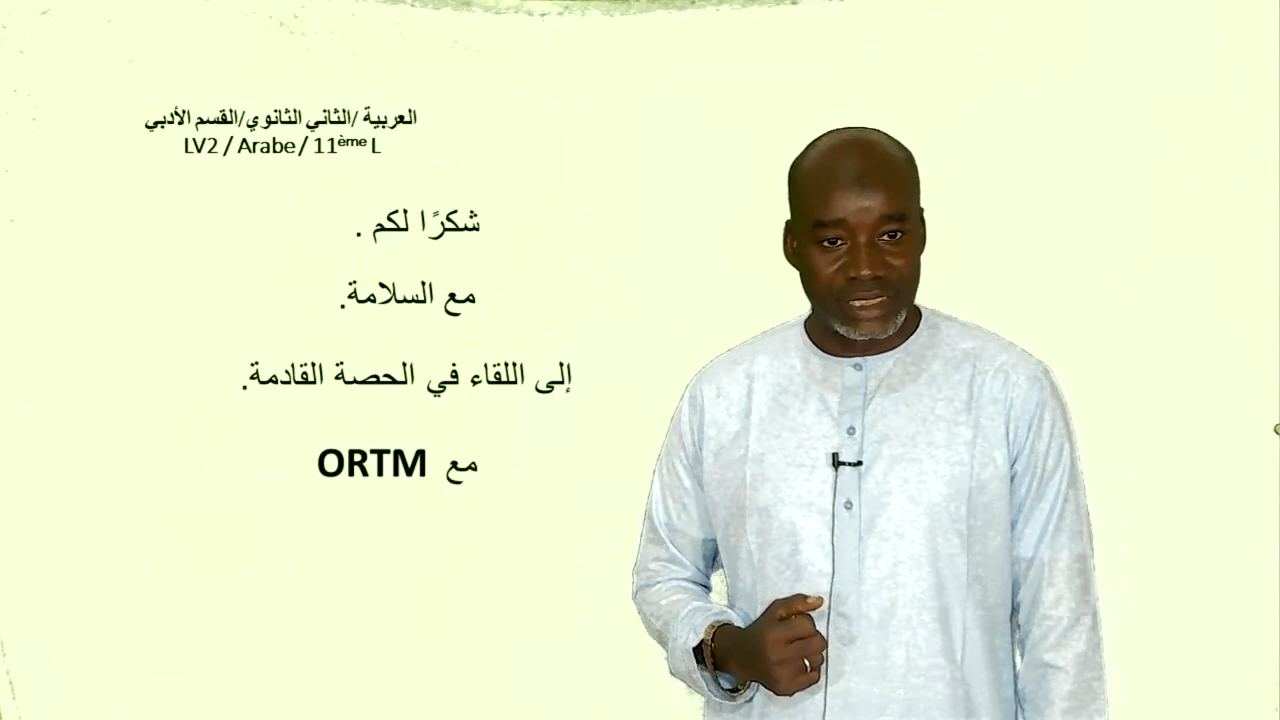 العربية /الثاني الثانوي/القسم الأدبي
LV2 / Arabe / 11ème L
شكرًا لكم .
مع السلامة.
إلى اللقاء في الحصة القادمة.
مع ORTM